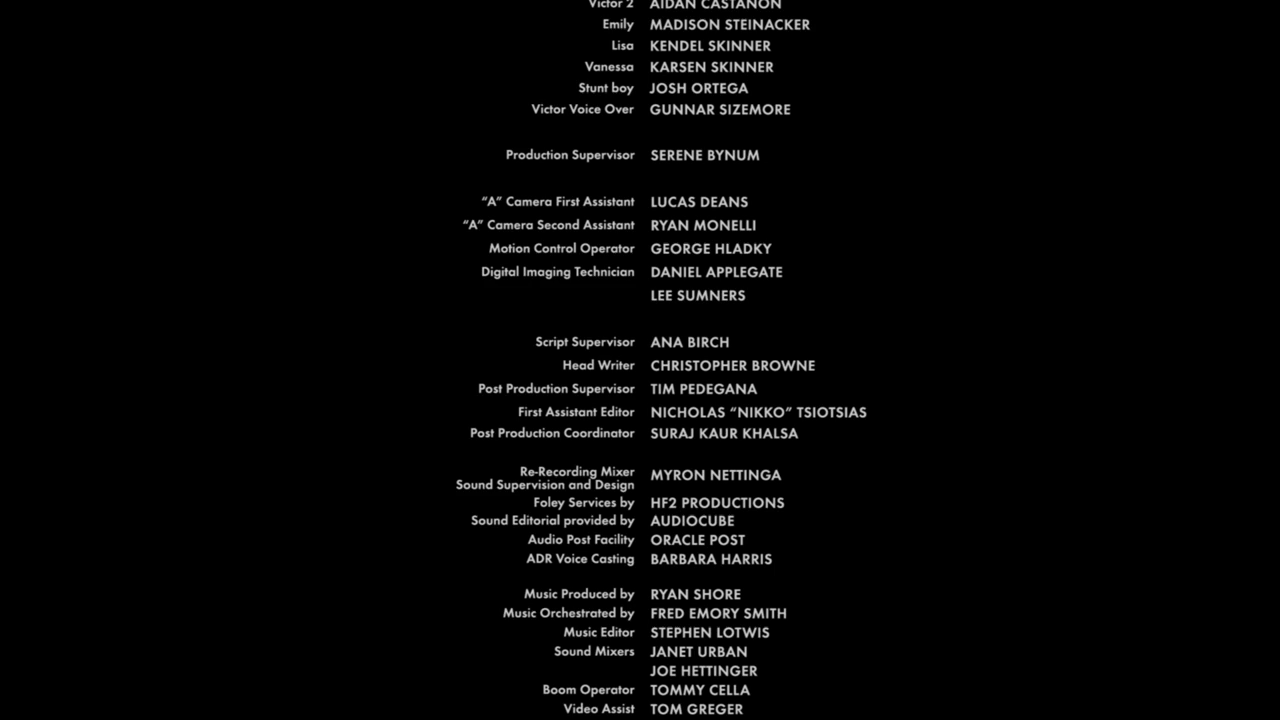 Victor 2 AIDAN CASTANON
Emily MADISON STEINACKER
Lisa KENDEL SKINNER
Vanessa KARSEN SKINNER
Stunt boy JOSH ORTEGA
Victor Voice Over GUNNAR SIZEMORE
Production Supervisor SERENE BYNUM
“A” Camera First Assistant LUCAS DEANS
“A” Camera Second Assistant RYAN MONELLI
Motion Control Operator GEORGE HLADKY
Digital Imaging Technician DANIEL APPLEGATE
LEE SUMNERS
Script Supervisor ANA BIRCH
Head Writer CHRISTOPHER BROWNE
Post Production Supervisor TIM PEDEGANA
First Assistant Editor NICHOLAS “NIKKO” TSIOTSIAS
Post Production Coordinator SURAJ KAUR KHALSA
Re-Recording Mixer MYRON NETTINGA
Sound Supervision and Design
Foley Services by HF2 PRODUCTIONS
Sound Editorial provided by AUDIOCUBE
Audio Post Facility ORACLE POST
ADR Voice Casting BARBARA HARRIS
Music Produced by RYAN SHORE
Music Orchestrated by FRED EMORY SMITH
Music Editor STEPHEN LOTWIS
Sound Mixers JANET URBAN
JOE HETTINGER
Boom Operator TOMMY CELLA
Video Assist TOM GREGER